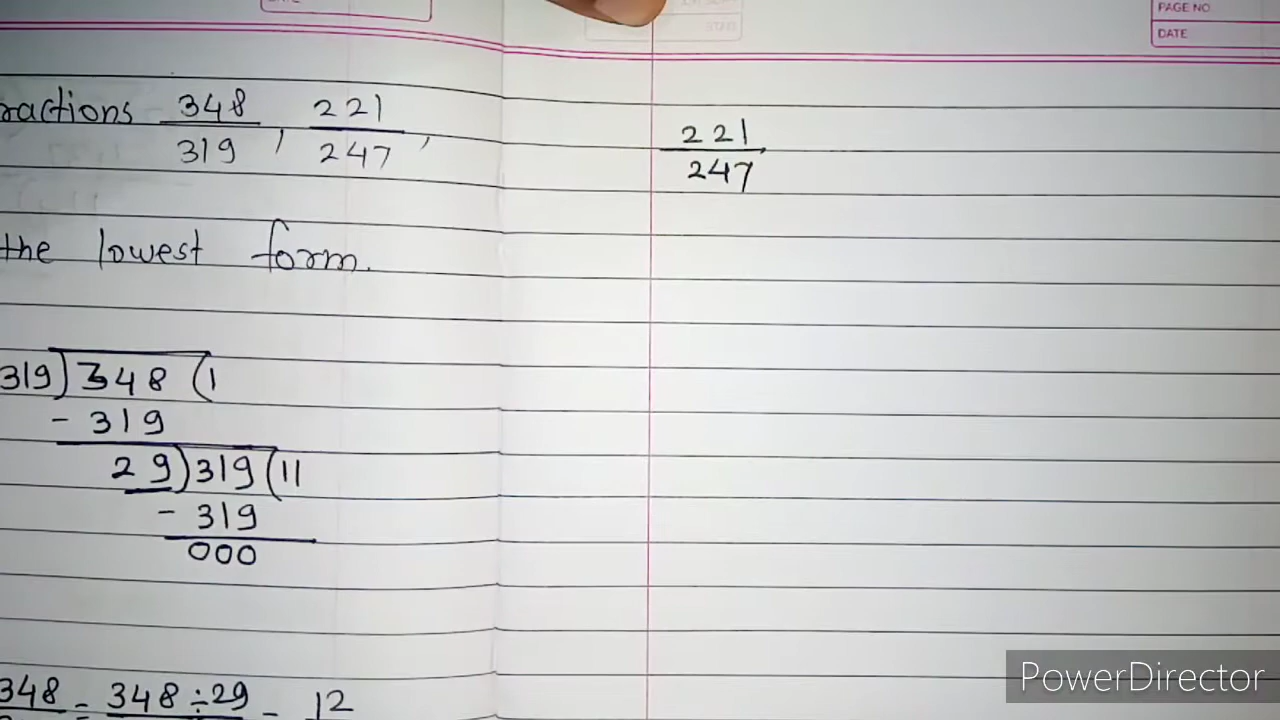 PAGE NO
DATE
ractions 348/319, 221/247,
the lowest form.
319)348(1
- 319
29)319(11
- 319
000
348 = 348÷29 = 12
221/247
PowerDirector